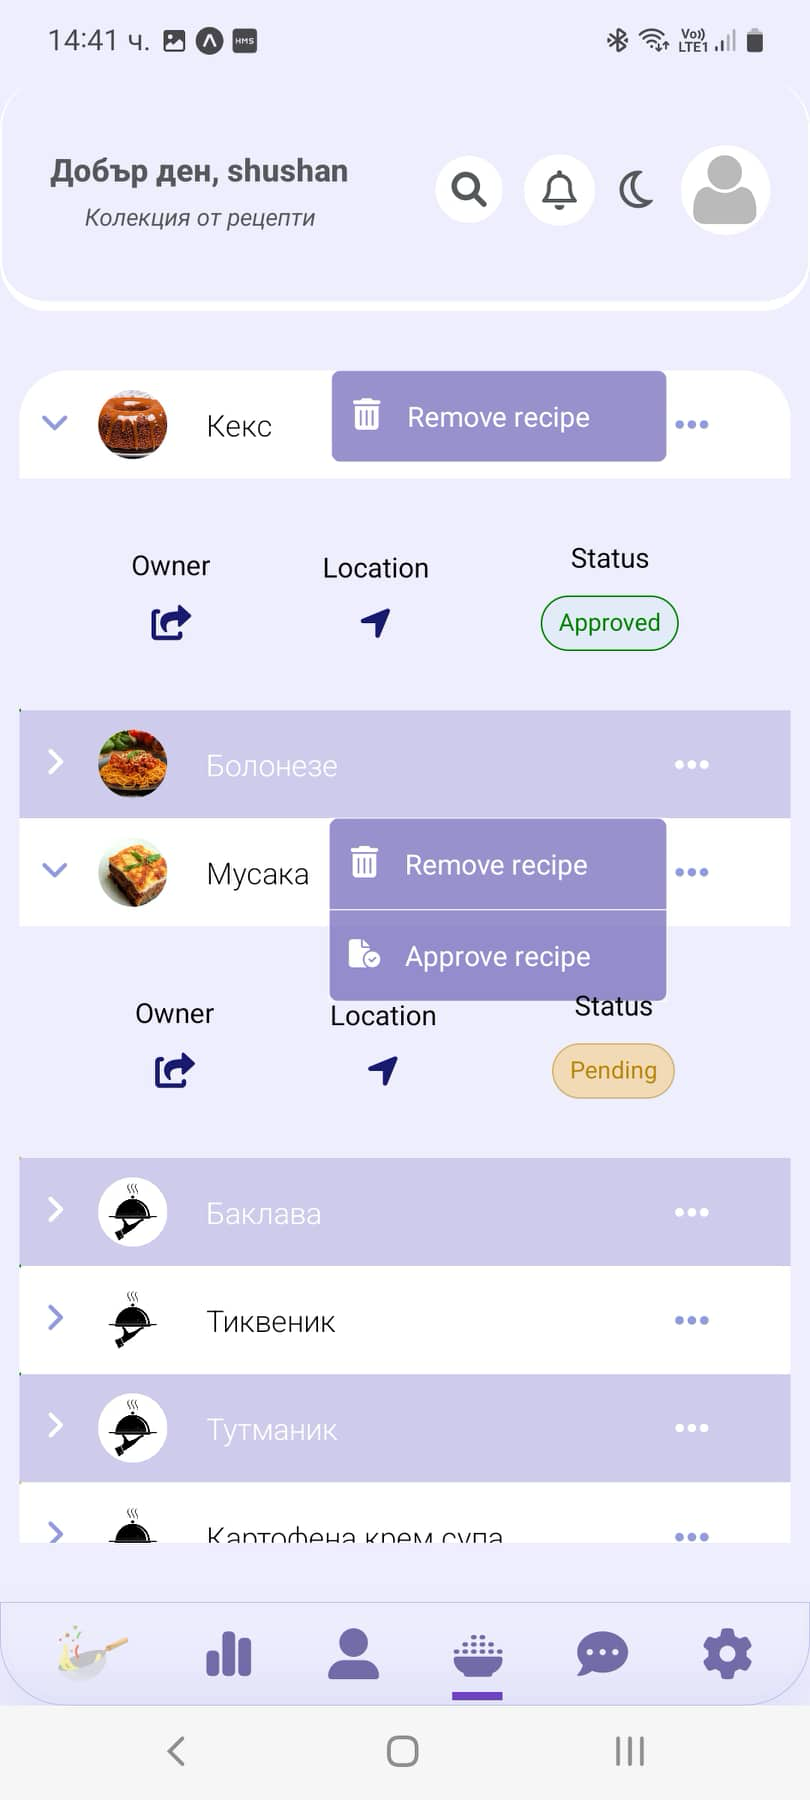 14:41 ч.
HMS
Vo))
LTE1
Добър ден, shushan
Колекция от рецепти
Кекс
Remove recipe
Owner
Location
Status
Approved
Болонезе
Мусака
Remove recipe
Approve recipe
Owner
Location
Status
Pending
Баклава
Тиквеник
Тутманик
Картофена крем супа